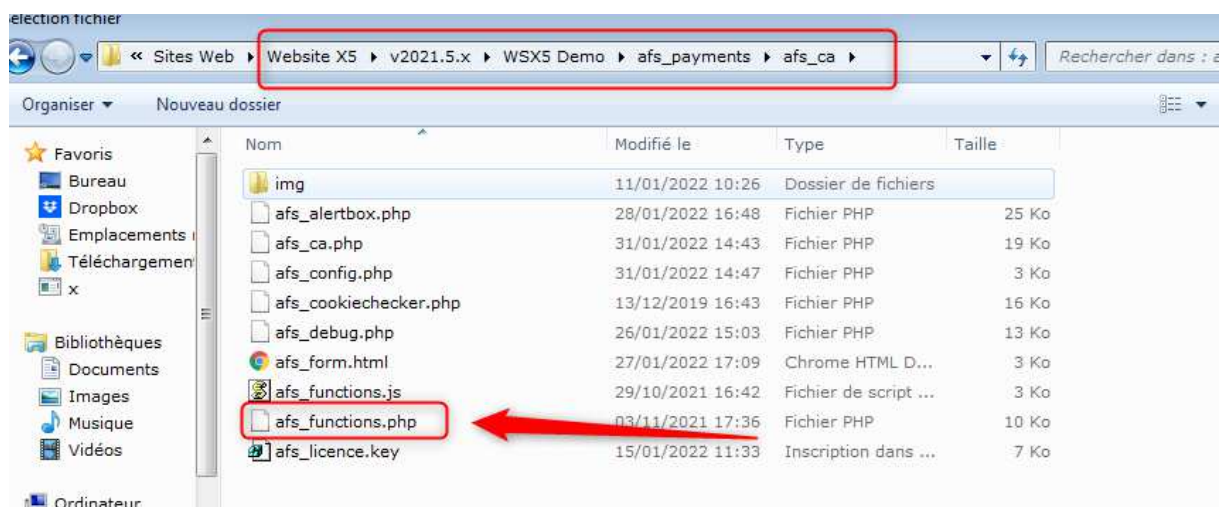 election fichier
« Sites Web ▸ Website X5 ▸ v2021.5.x ▸ WSX5 Demo ▸ afs_payments ▸ afs_ca ▸ Rechercher dans : a
Organiser Nouveau dossier
Nom Modifié le Type Taille
Favoris
Bureau
Dropbox
Emplacements
Téléchargemen
x
Bibliothèques
Documents
Images
Musique
Vidéos
Ordinateur
img 11/01/2022 10:26 Dossier de fichiers
afs_alertbox.php 28/01/2022 16:48 Fichier PHP 25 Ko
afs_ca.php 31/01/2022 14:43 Fichier PHP 19 Ko
afs_config.php 31/01/2022 14:47 Fichier PHP 3 Ko
afs_cookiechecker.php 13/12/2019 16:43 Fichier PHP 16 Ko
afs_debug.php 26/01/2022 15:03 Fichier PHP 13 Ko
afs_form.html 27/01/2022 17:09 Chrome HTML D... 3 Ko
afs_functions.js 29/10/2021 16:42 Fichier de script ... 3 Ko
afs_functions.php 03/11/2021 17:36 Fichier PHP 10 Ko
afs_licence.key 15/01/2022 11:33 Inscription dans ... 7 Ko